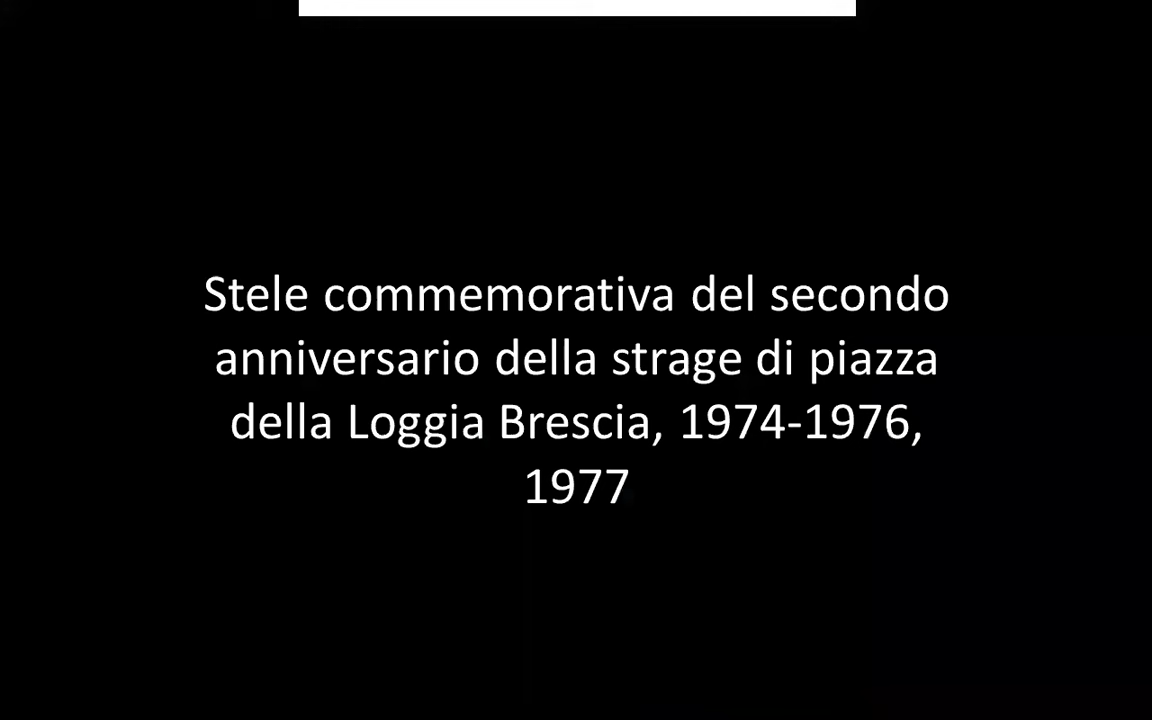 Stele commemorativa del secondo
anniversario della strage di piazza
della Loggia Brescia, 1974-1976,
1977